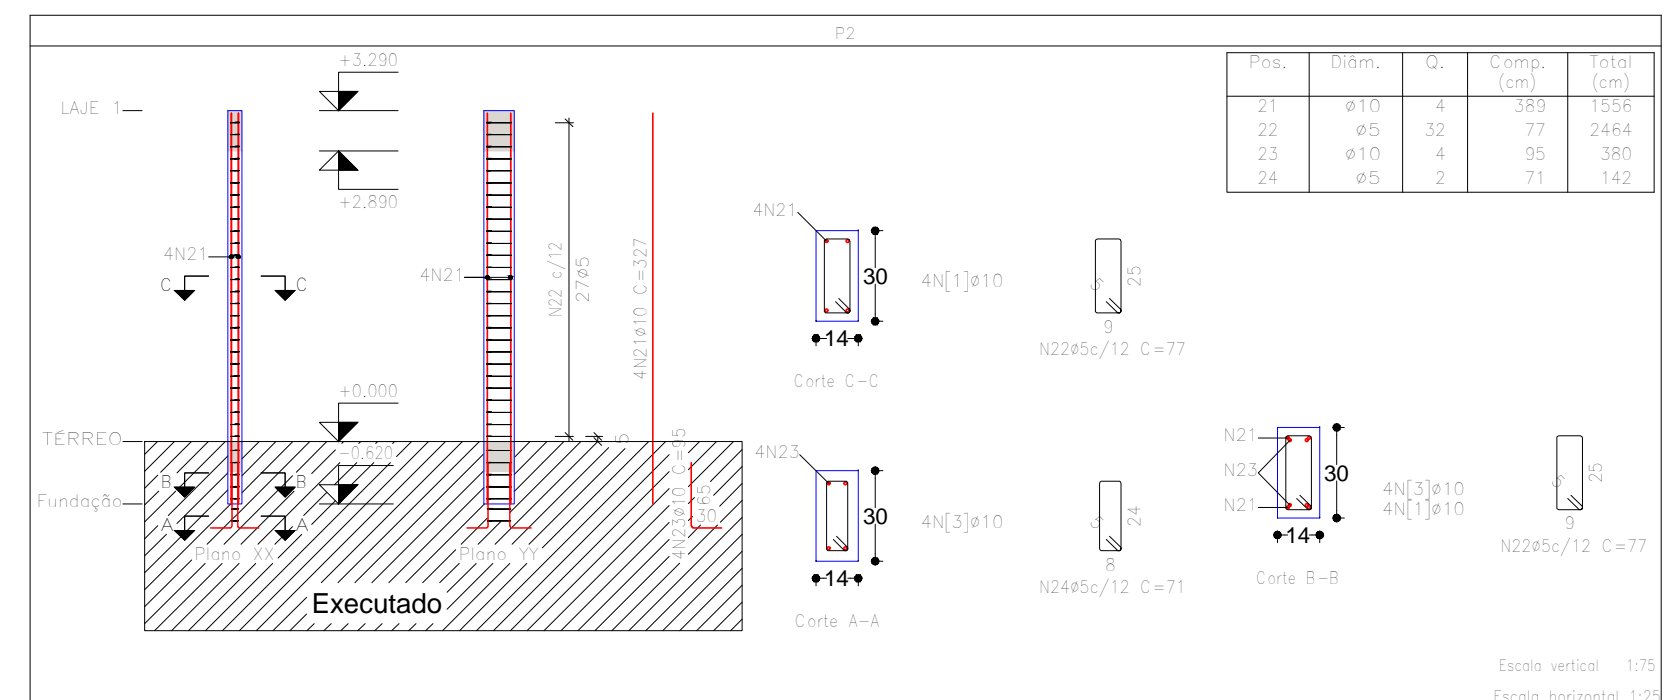 P2
Pos. Diâm. Q. Comp. (cm) Total (cm)
21 ø10 4 389 1556
22 ø5 32 77 2464
23 ø10 4 95 380
24 ø5 2 71 142
+3.290
LAJE 1
+2.890
4N21
C C
4N21
N22 c/12
27ø5
4N21ø10 C=327
+0.000
TÉRREO
5
-0.620
B B
Fundação
A A
4N23ø10 C=95
65
30
Plano XX
Plano YY
Executado
4N21
30
14
4N[1]ø10
Corte C-C
5
25
9
N22ø5c/12 C=77
4N23
30
14
4N[3]ø10
Corte A-A
5
24
8
N24ø5c/12 C=71
N21
N23
N21
30
14
4N[3]ø10
4N[1]ø10
Corte B-B
5
25
9
N22ø5c/12 C=77
Escala vertical 1:75
Escala horizontal 1:25